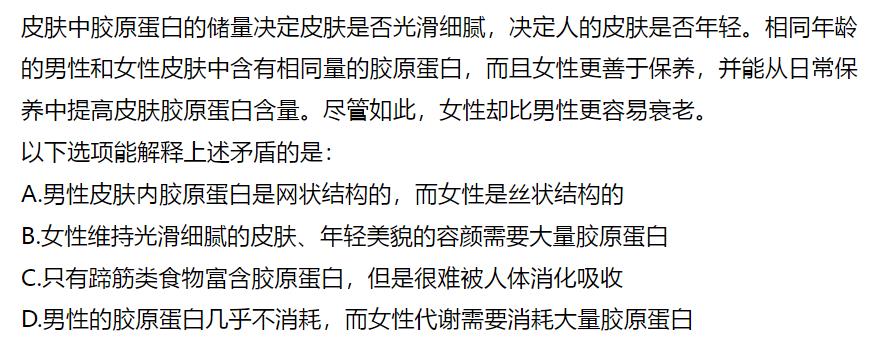 皮肤中胶原蛋白的储量决定皮肤是否光滑细腻，决定人的皮肤是否年轻。相同年龄
的男性和女性皮肤中含有相同量的胶原蛋白，而且女性更善于保养，并能从日常保
养中提高皮肤胶原蛋白含量。尽管如此，女性却比男性更容易衰老。
以下选项能解释上述矛盾的是：
A.男性皮肤内胶原蛋白是网状结构的，而女性是丝状结构的
B.女性维持光滑细腻的皮肤、年轻美貌的容颜需要大量胶原蛋白
C.只有蹄筋类食物富含胶原蛋白，但是很难被人体消化吸收
D.男性的胶原蛋白几乎不消耗，而女性代谢需要消耗大量胶原蛋白